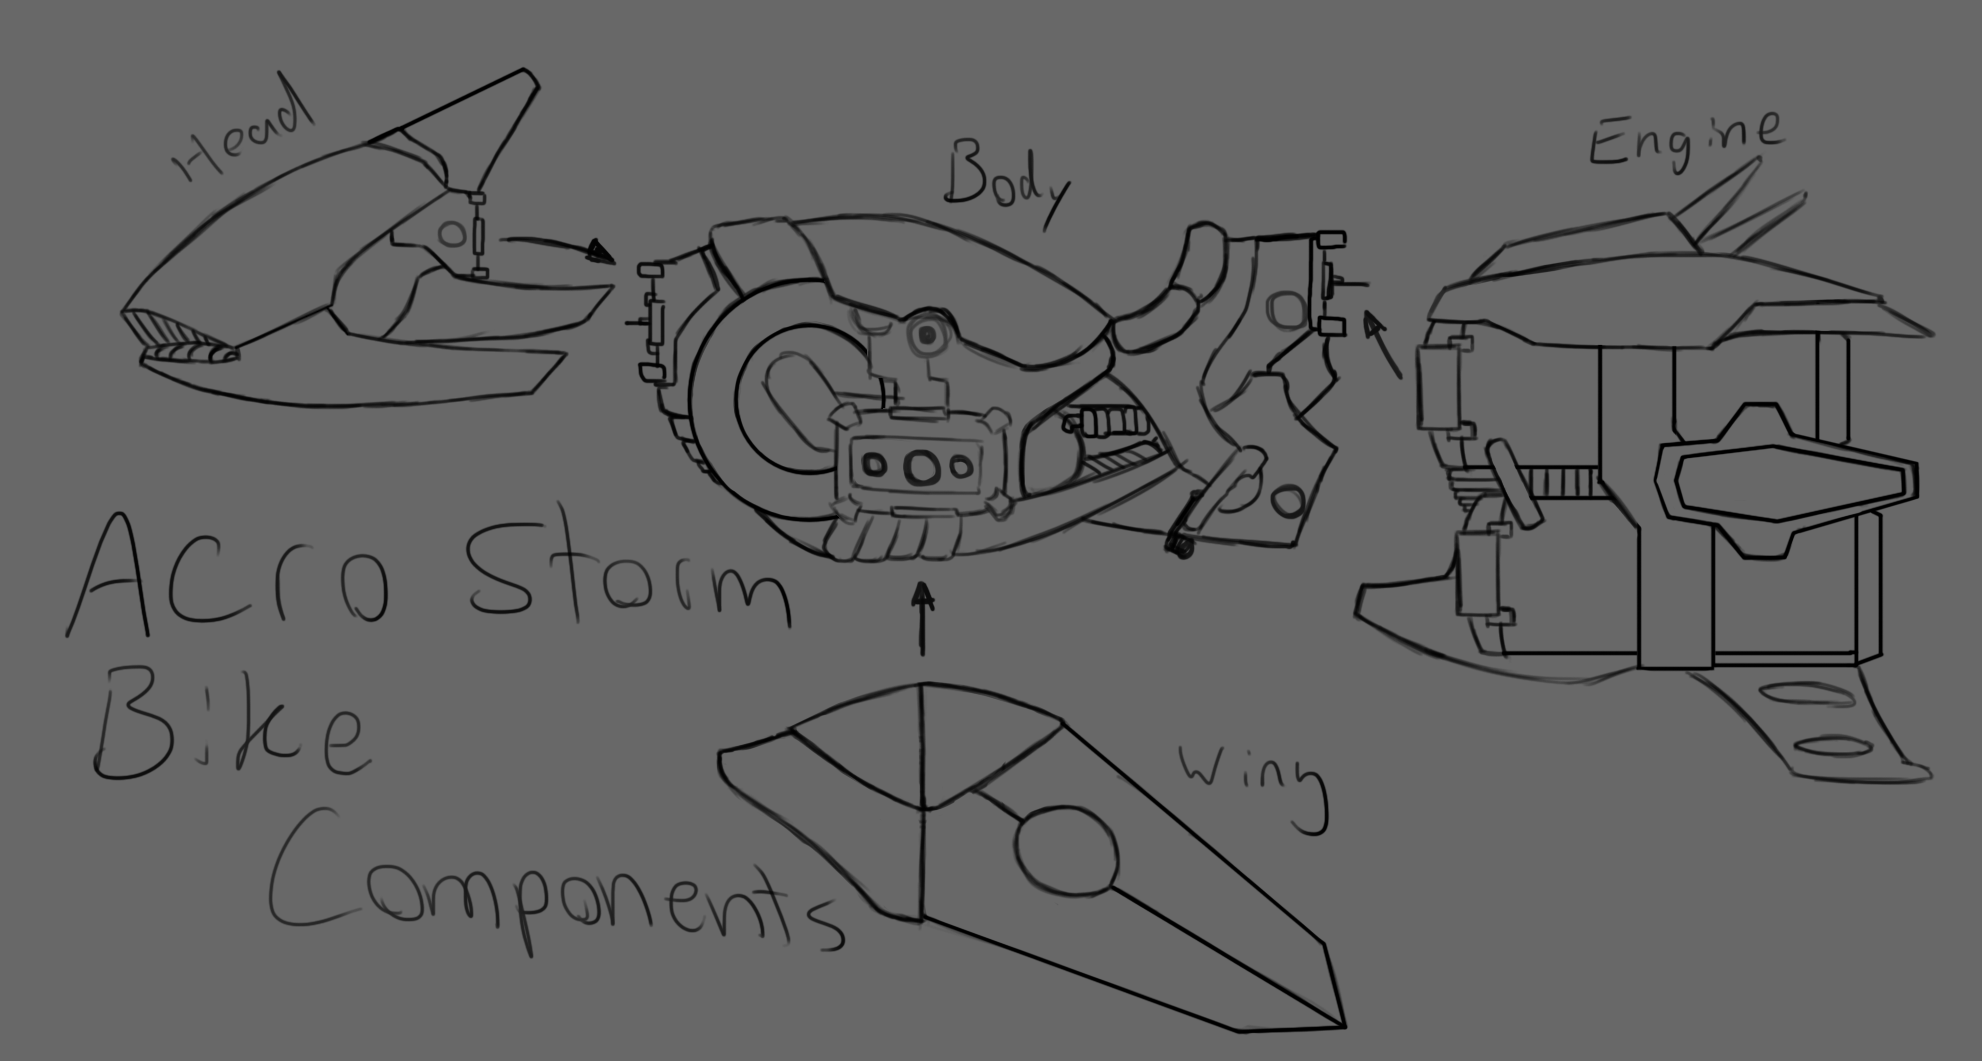 Head
Body
Engine
Acro Storm
Bike
Components
Wing